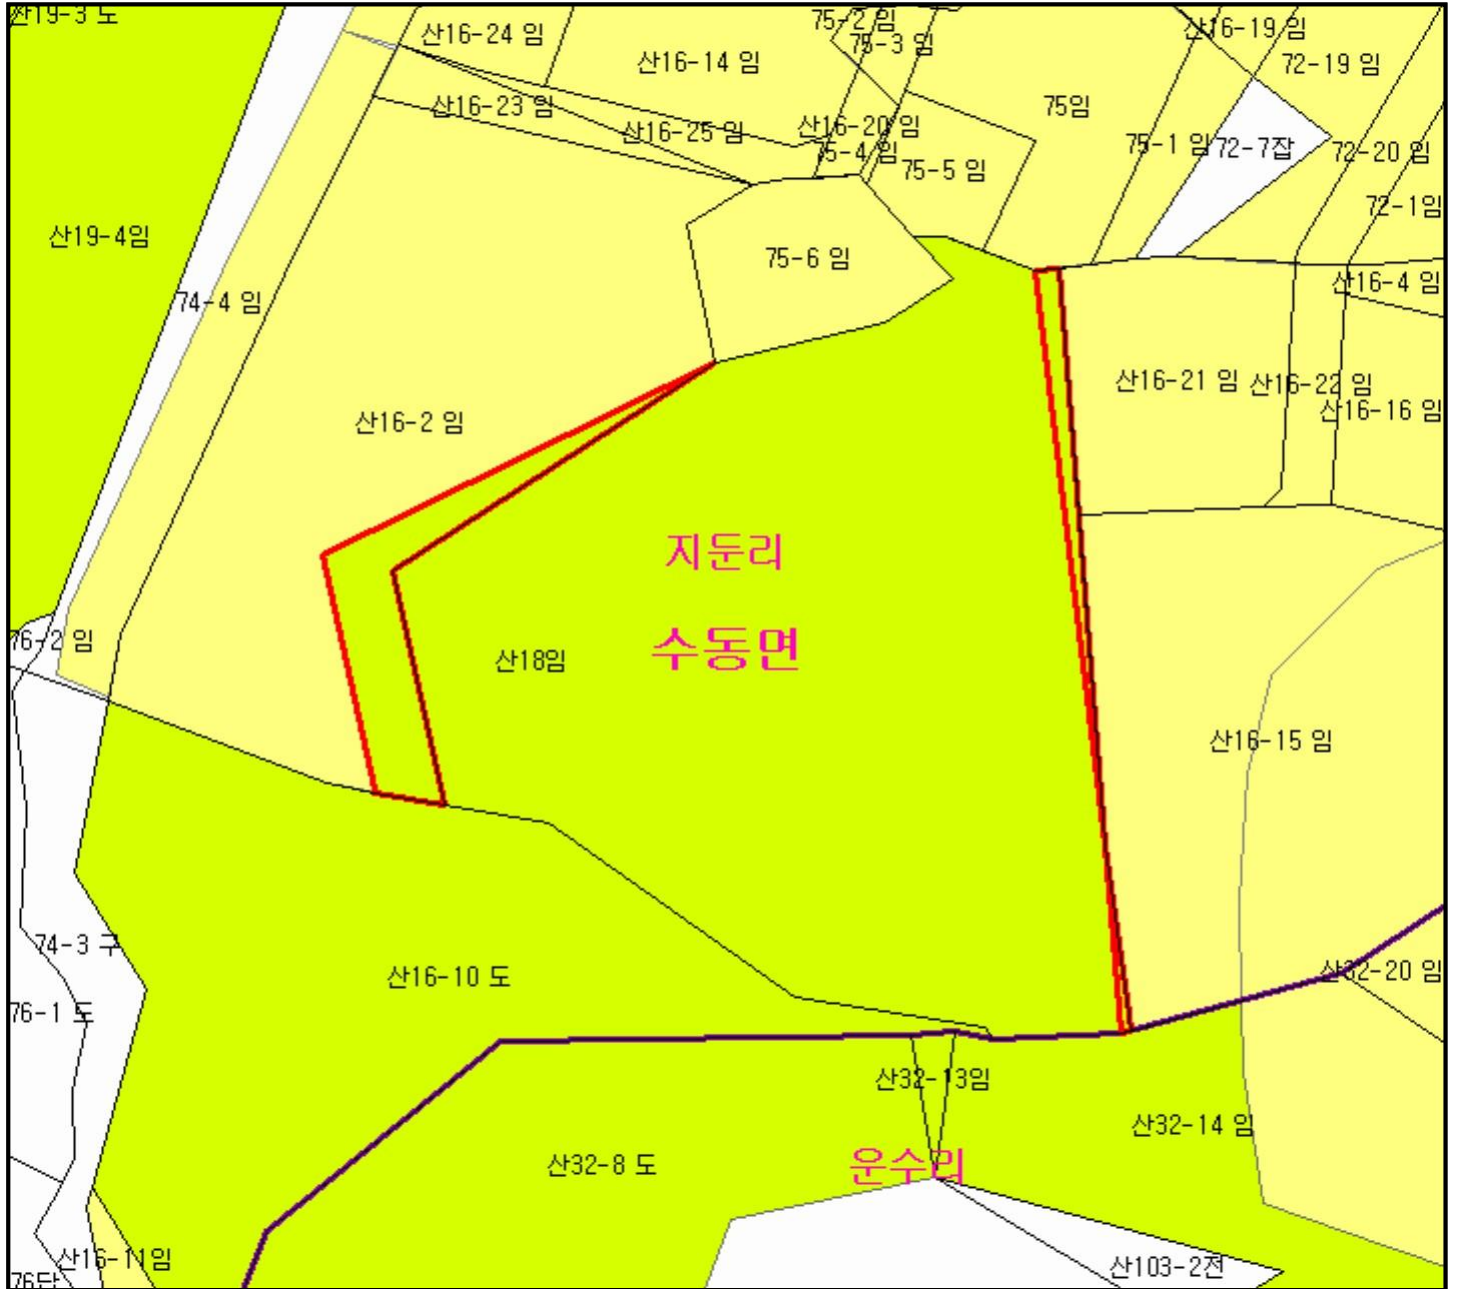 산19-3 도
산16-24 임
75-2 임
75-3 임
산16-19 임
72-19 임
산16-14 임
산16-23 임
75임
산16-25 임
산16-20 임
75-1 임
72-7잡
72-20 임
75-4 임
75-5 임
72-1임
산19-4임
75-6 임
산16-4 임
74-4 임
산16-21 임
산16-22 임
산16-16 임
산16-2 임
지둔리
76-2 임
수동면
산18임
산16-15 임
74-3 구
산16-10 도
산32-20 임
76-1 도
산32-13임
산32-14 임
산32-8 도
운수리
산16-11임
산103-2전